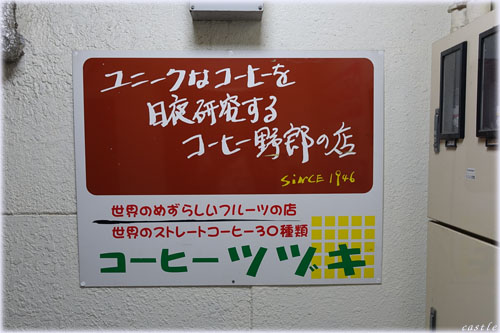 ユニークなコーヒーを
日夜研究する
コーヒー野郎の店
SINCE 1946
世界のめずらしいフルーツの店
世界のストレートコーヒー30種類
コーヒーツヅキ
castle